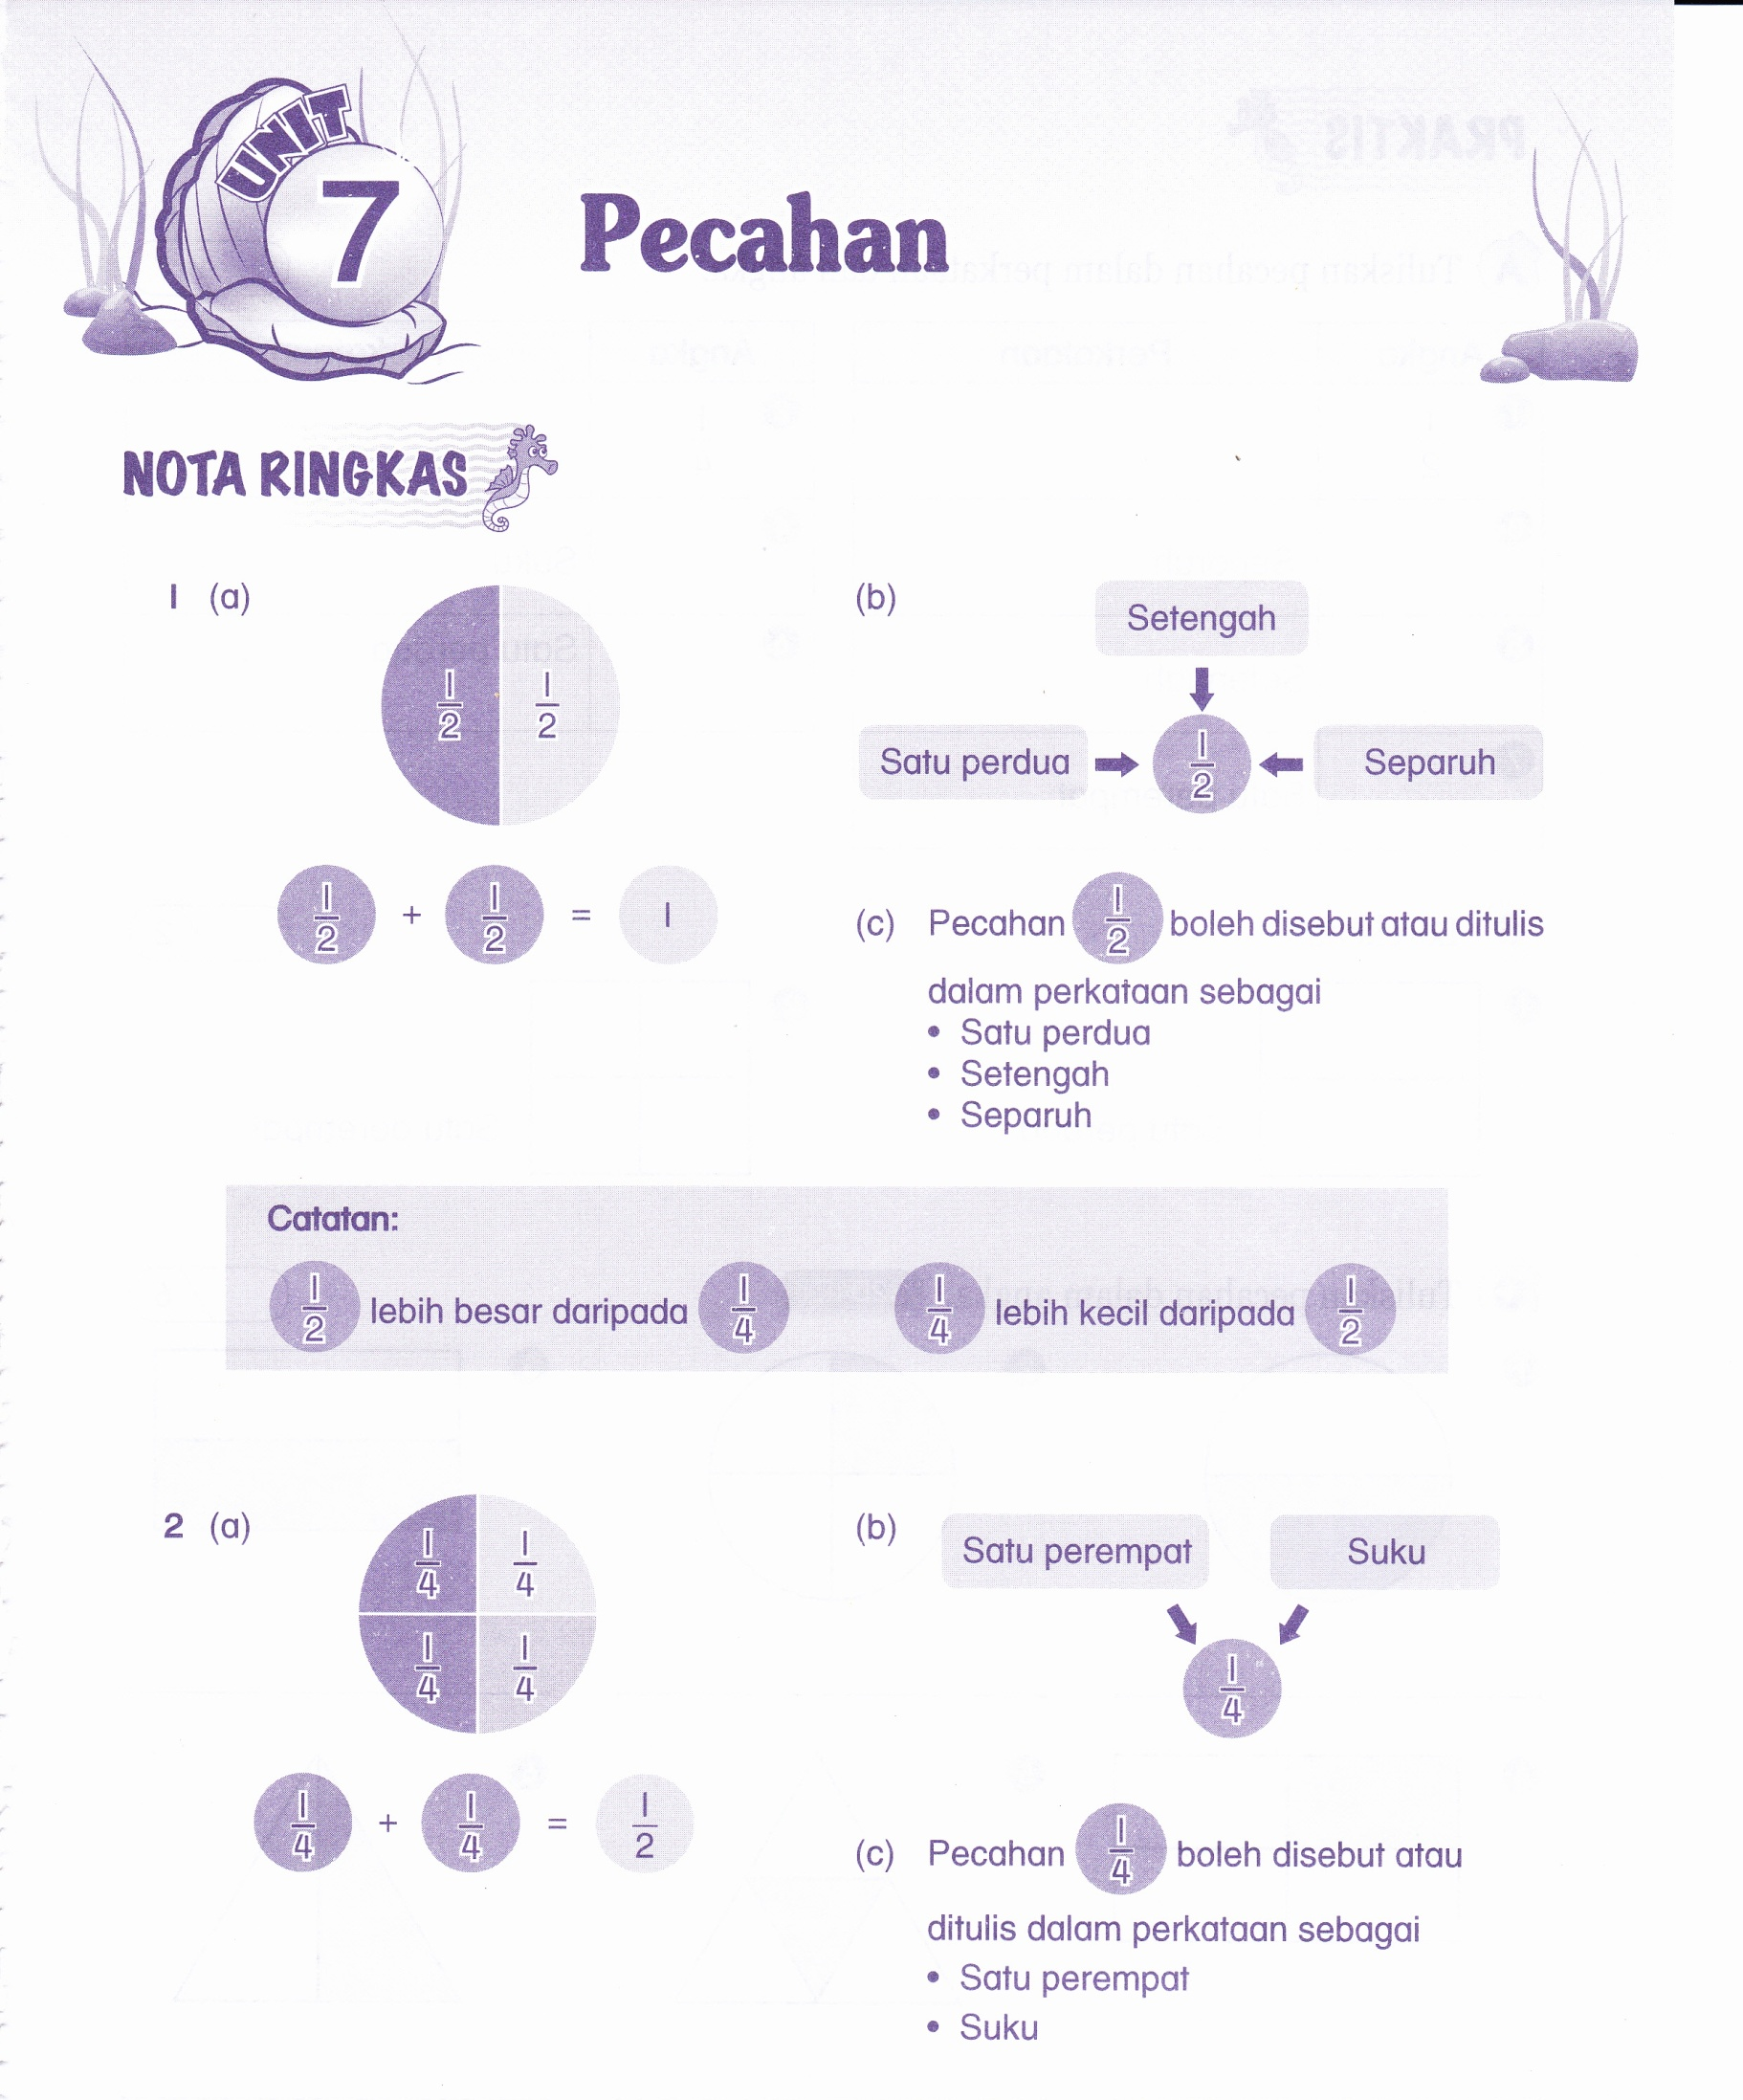 UNIT
7
Pecahan
NOTA RINGKAS
1 (a)
1/2 1/2
1/2 + 1/2 = 1
(b)
Setengah
Satu perdua 1/2 Separuh
(c) Pecahan 1/2 boleh disebut atau ditulis
dalam perkataan sebagai
• Satu perdua
• Setengah
• Separuh
Catatan:
1/2 lebih besar daripada 1/4 1/4 lebih kecil daripada 1/2
2 (a)
1/4 1/4
1/4 1/4
1/4 + 1/4 = 1/2
(b)
Satu perempat Suku
1/4
(c) Pecahan 1/4 boleh disebut atau
ditulis dalam perkataan sebagai
• Satu perempat
• Suku